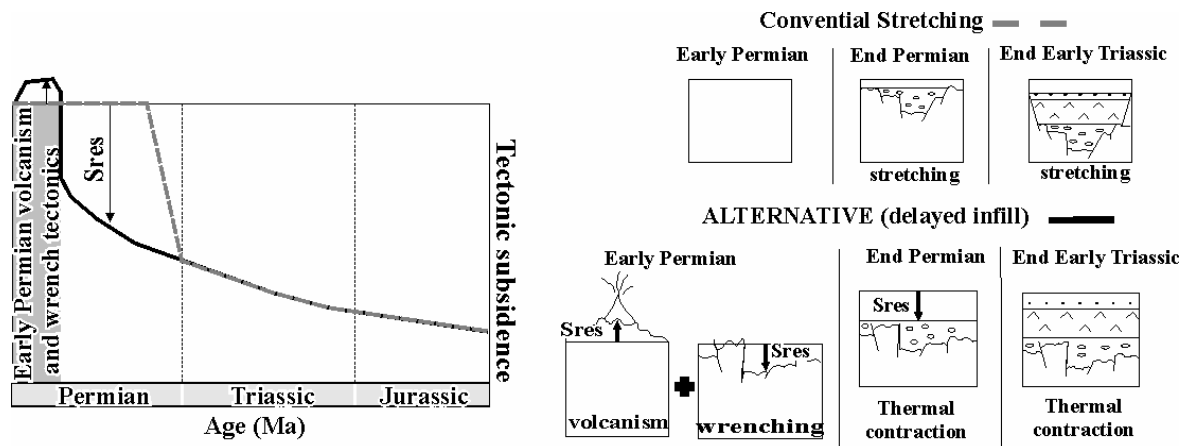 Early Permian volcanism
and wrench tectonics
Sres
Tectonic subsidence
Permian
Triassic
Jurassic
Age (Ma)
Convential Stretching
Early Permian
End Permian
End Early Triassic
stretching
stretching
ALTERNATIVE (delayed infill)
Early Permian
End Permian
End Early Triassic
Sres
Sres
Sres
volcanism
wrenching
Thermal
contraction
Thermal
contraction